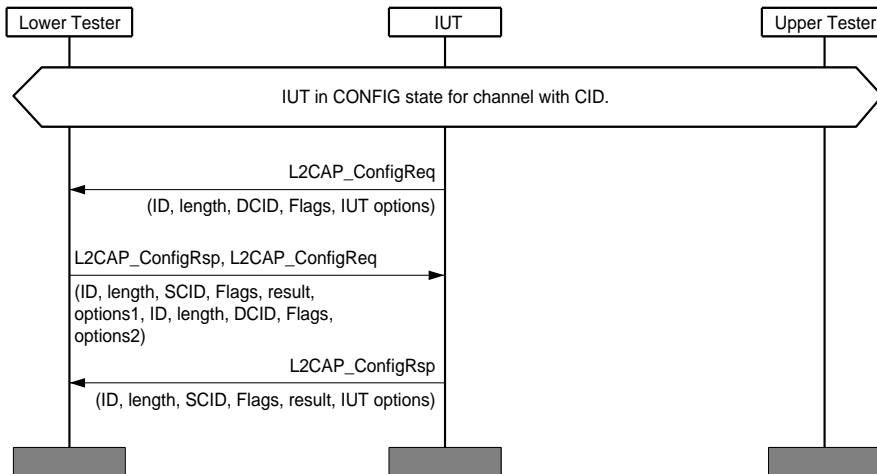 Lower Tester
IUT
Upper Tester
IUT in CONFIG state for channel with CID.
L2CAP_ConfigReq
(ID, length, DCID, Flags, IUT options)
L2CAP_ConfigRsp, L2CAP_ConfigReq
(ID, length, SCID, Flags, result,
options1, ID, length, DCID, Flags,
options2)
L2CAP_ConfigRsp
(ID, length, SCID, Flags, result, IUT options)